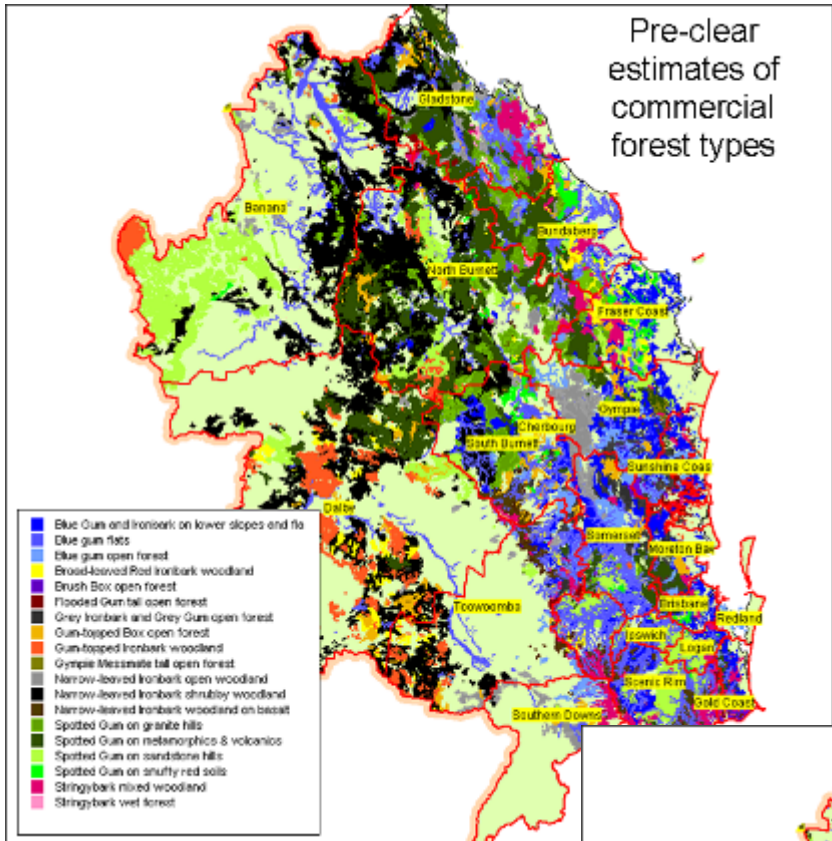 Pre-clear
estimates of
commercial
forest types
Gladstone
Banana
Bundaberg
North Burnett
Fraser Coast
Gympie
Cherbourg
South Burnett
Sunshine Coas
Dalby
Somerset
Moreton Bay
Toowoomba
Brisbane
Redland
Ipswich
Logan
Scenic Rim
Gold Coast
Southern Downs
Blue Gum and Ironbark on lower slopes and fla
Blue gum flats
Blue gum open forest
Broad-leaved Red Ironbark woodland
Brush Box open forest
Flooded Gum tall open forest
Grey Ironbark and Grey Gum open forest
Gum-topped Box open forest
Gum-topped Ironbark woodland
Gympie Messmate tall open forest
Narrow-leaved Ironbark open woodland
Narrow-leaved Ironbark shrubby woodland
Narrow-leaved Ironbark woodland on basalt
Spotted Gum on granite hills
Spotted Gum on metamorphics & volcanics
Spotted Gum on sandstone hills
Spotted Gum on snuffy red soils
Stringybark mixed woodland
Stringybark wet forest